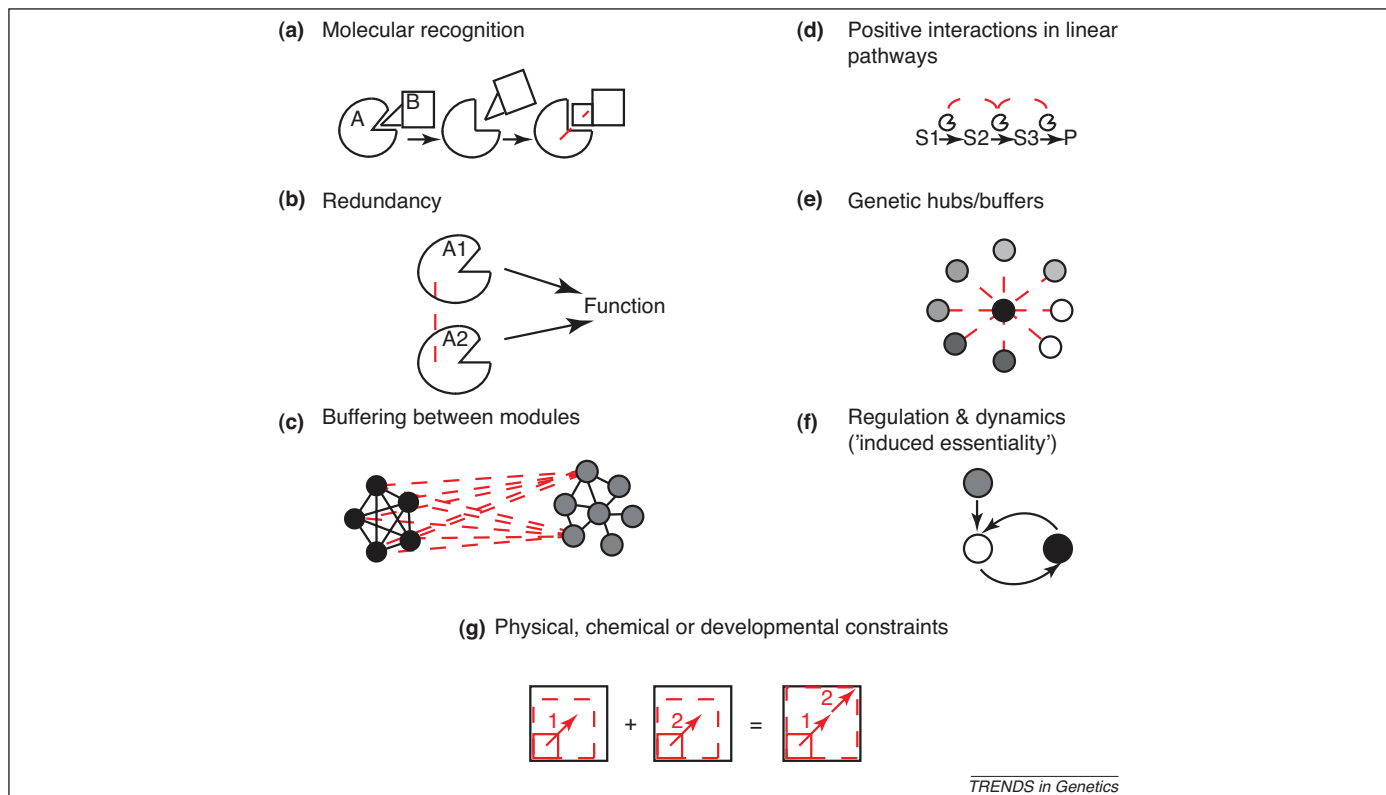 (a) Molecular recognition
A
B
(b) Redundancy
A1
A2
Function
(c) Buffering between modules
(d) Positive interactions in linear
pathways
S1 S2 S3 P
(e) Genetic hubs/buffers
(f) Regulation & dynamics
('induced essentiality')
(g) Physical, chemical or developmental constraints
1 + 2 = 1 2
TRENDS in Genetics